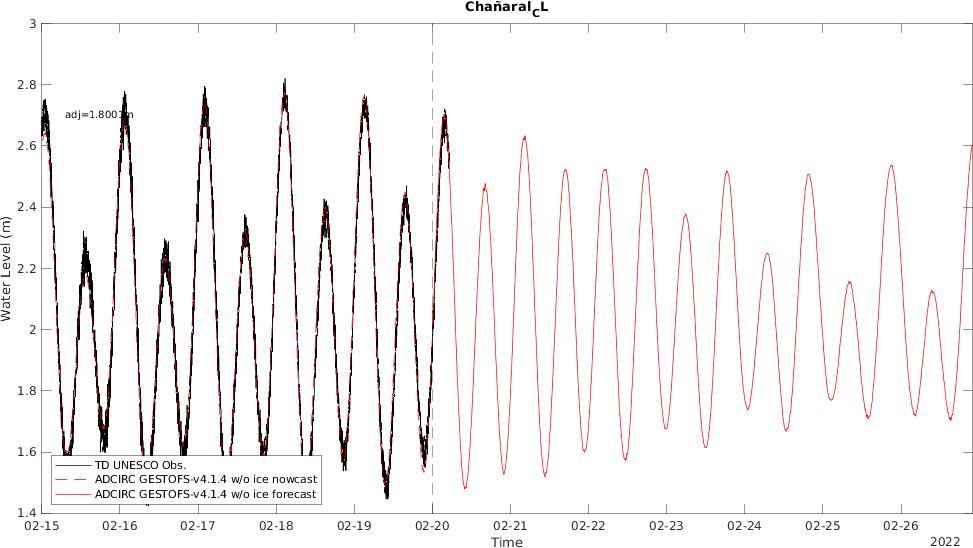 Chañaral_CL
3
2.8
adj=1.8001m
2.6
2.4
2.2
2
1.8
1.6
1.4
Water Level (m)
TD UNESCO Obs.
ADCIRC GESTOFS-v4.1.4 w/o ice nowcast
ADCIRC GESTOFS-v4.1.4 w/o ice forecast
02-15 02-16 02-17 02-18 02-19 02-20 02-21 02-22 02-23 02-24 02-25 02-26
Time
2022